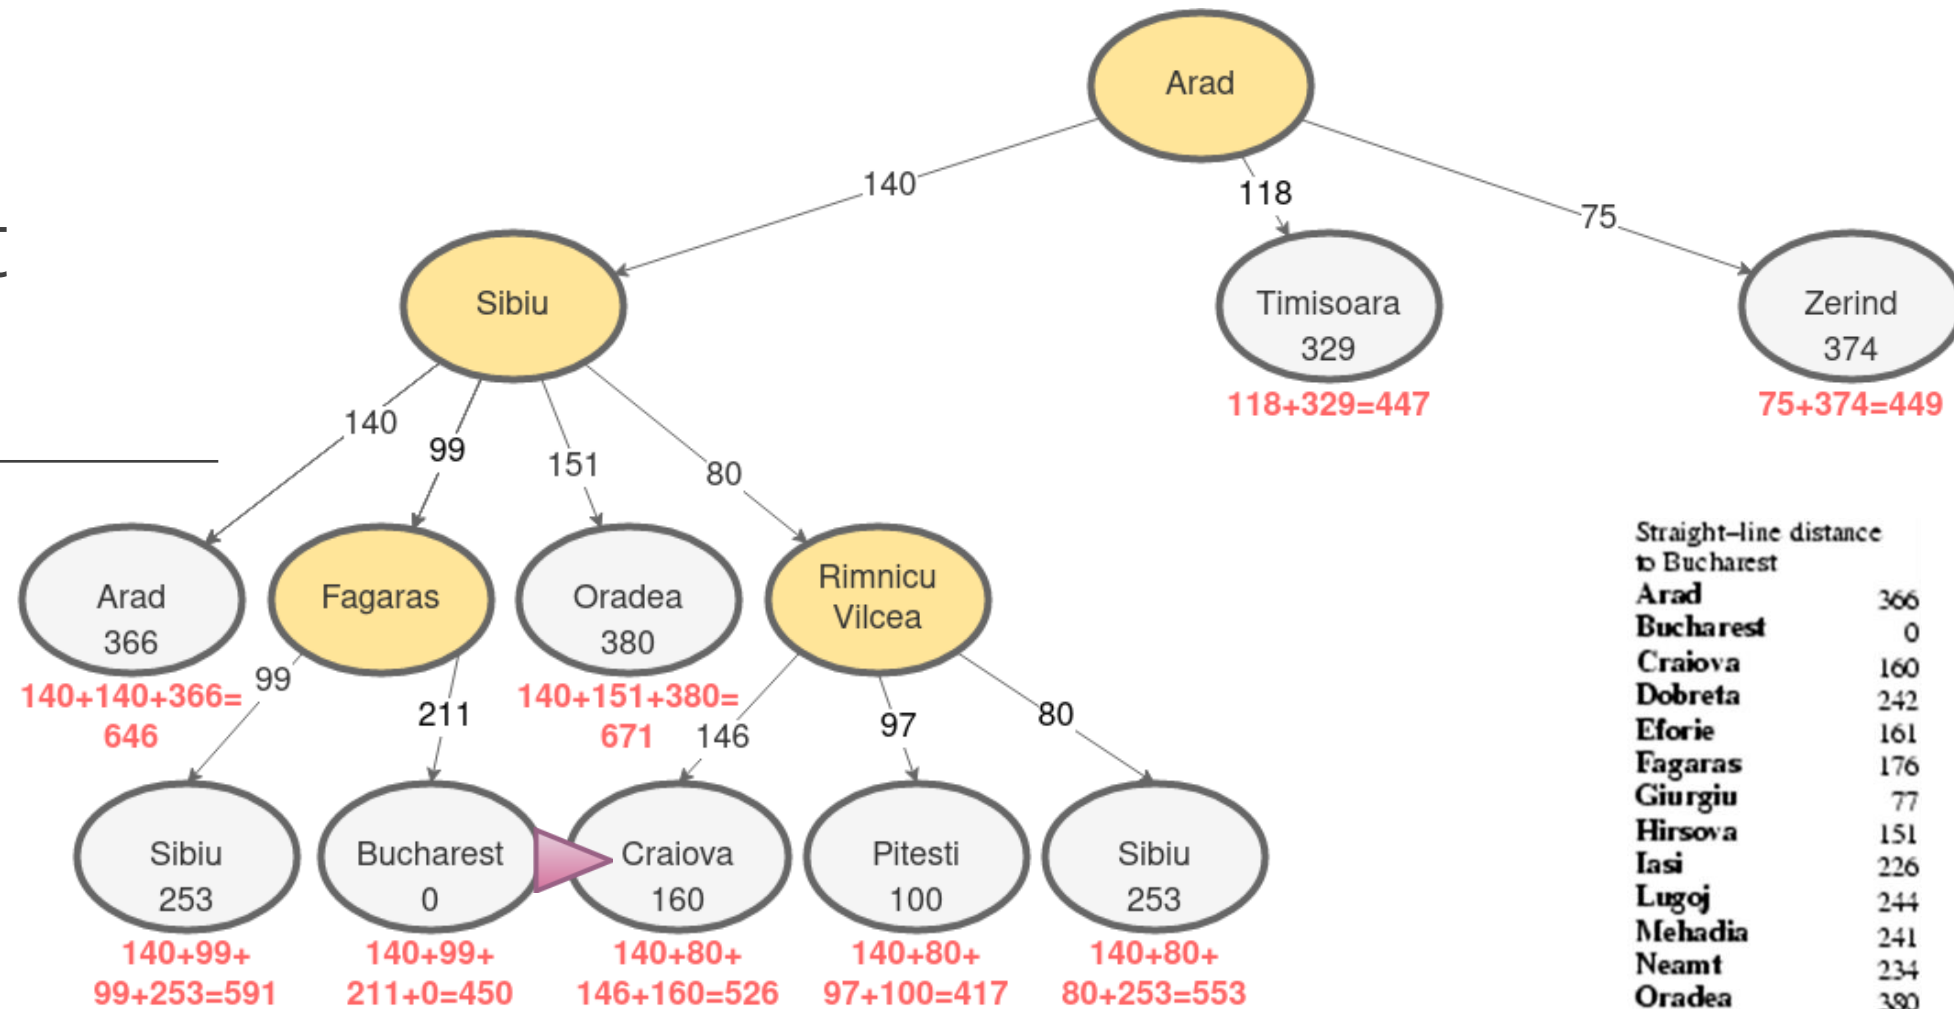 t
Arad
140
118
75
Sibiu
Timisoara
329
118+329=447
Zerind
374
75+374=449
140
99
151
80
Arad
366
140+140+366=
646
Fagaras
Oradea
380
140+151+380=
671
Rimnicu
Vilcea
99
211
146
97
80
Sibiu
253
140+99+
99+253=591
Bucharest
0
140+99+
211+0=450
Craiova
160
140+80+
146+160=526
Pitesti
100
140+80+
97+100=417
Sibiu
253
140+80+
80+253=553
Straight–line distance
to Bucharest
Arad 366
Bucharest 0
Craiova 160
Dobreta 242
Eforie 161
Fagaras 176
Giurgiu 77
Hirsova 151
Iasi 226
Lugoj 244
Mehadia 241
Neamt 234
Oradea 380